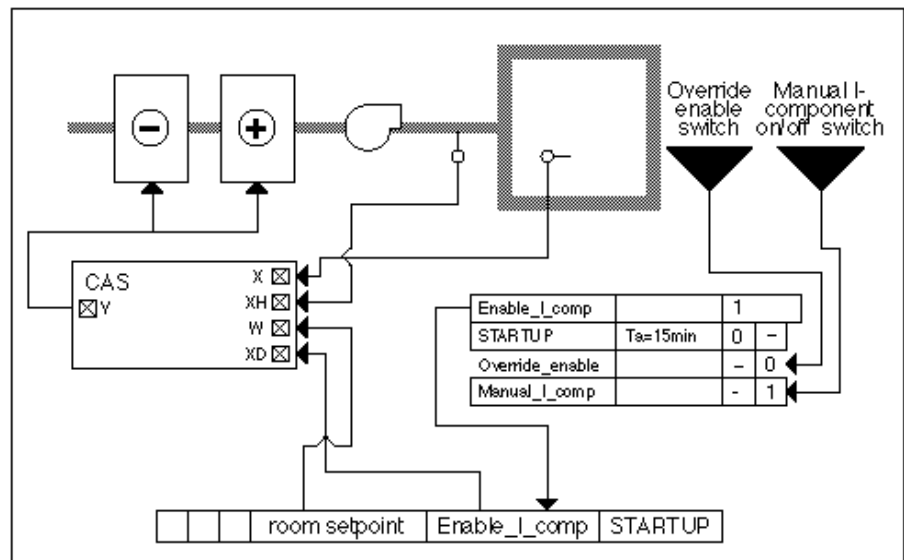 Override
enable
switch
Manual I-
component
on/off switch
−
+
CAS
Y
X
XH
W
XD
Enable_I_comp 1
STARTUP Ta=15min 0 −
Override_enable − 0
Manual_I_comp - 1
room setpoint Enable_I_comp STARTUP